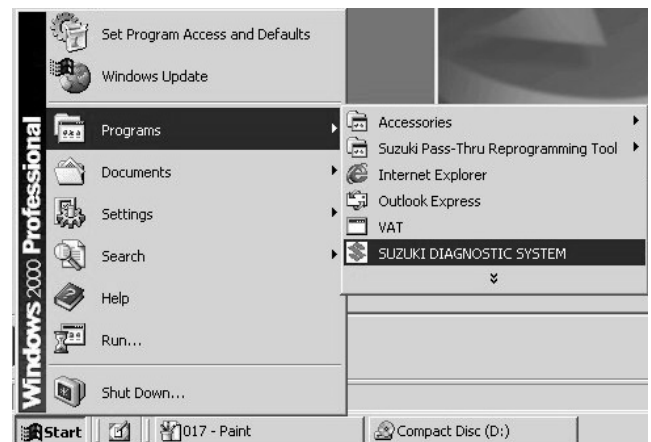 Set Program Access and Defaults
Windows Update
Programs
Documents
Settings
Search
Help
Run...
Shut Down...
Windows 2000 Professional
Accessories
Suzuki Pass-Thru Reprogramming Tool
Internet Explorer
Outlook Express
VAT
SUZUKI DIAGNOSTIC SYSTEM
Start
017 - Paint
Compact Disc (D:)